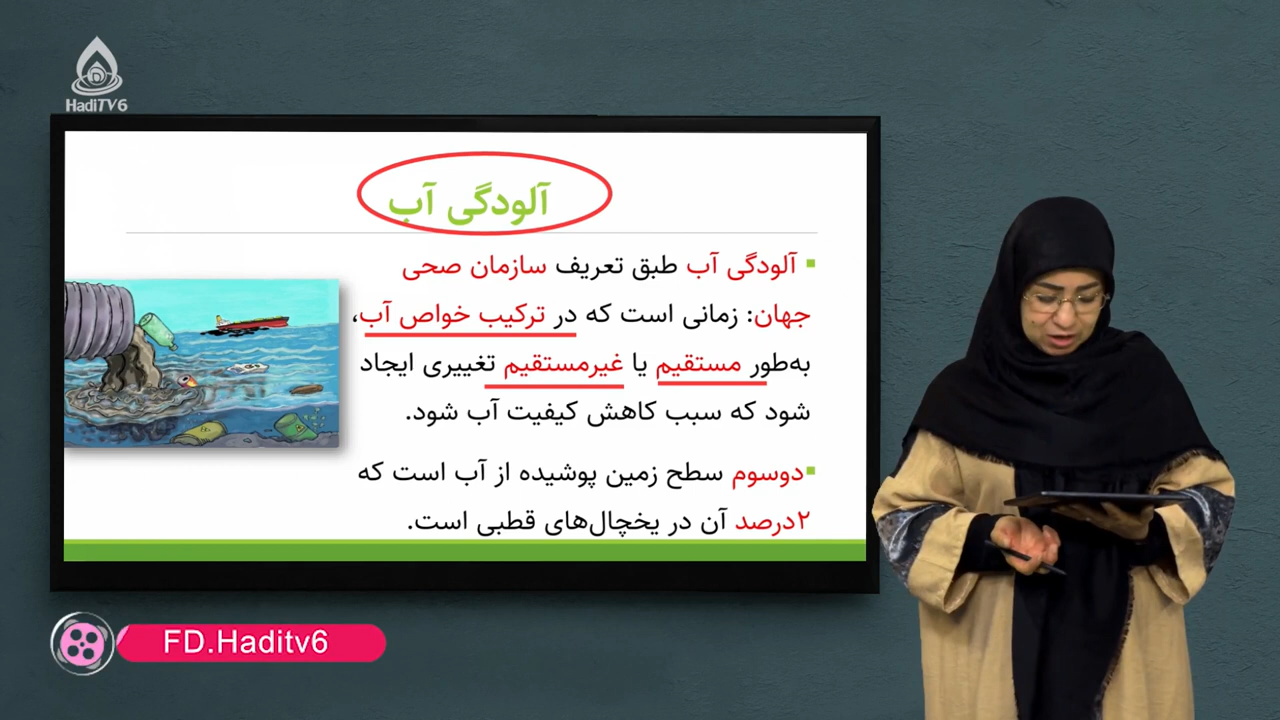 HadiTV6
آلودگی آب
آلودگی آب طبق تعریف سازمان صحی
جهان: زمانی است که در ترکیب خواص آب،
به‌طور مستقیم یا غیرمستقیم تغییری ایجاد
شود که سبب کاهش کیفیت آب شود.
دوسوم سطح زمین پوشیده از آب است که
۲درصد آن در یخچال‌های قطبی است.
FD.Haditv6